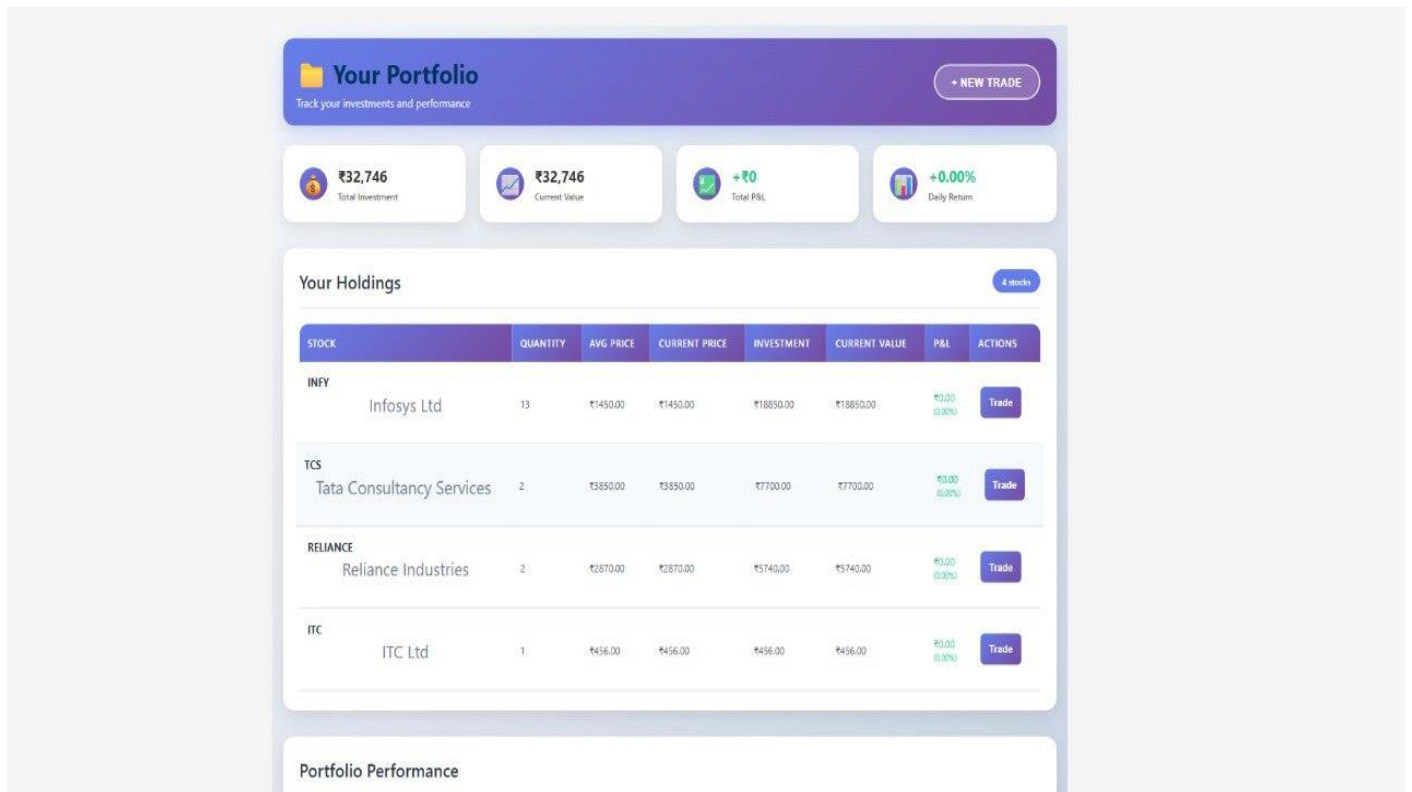 Your Portfolio
+ NEW TRADE
Track your investments and performance
₹32,746
Total Investment
₹32,746
Current Value
+₹0
Total P&L
+0.00%
Daily Return
Your Holdings
4 stocks
STOCK QUANTITY AVG PRICE CURRENT PRICE INVESTMENT CURRENT VALUE P&L ACTIONS
INFY
Infosys Ltd 13 ₹1450.00 ₹1450.00 ₹18850.00 ₹18850.00 ₹0.00 (0.00%) Trade
TCS
Tata Consultancy Services 2 ₹3850.00 ₹3850.00 ₹7700.00 ₹7700.00 ₹0.00 (0.00%) Trade
RELIANCE
Reliance Industries 2 ₹2870.00 ₹2870.00 ₹5740.00 ₹5740.00 ₹0.00 (0.00%) Trade
ITC
ITC Ltd 1 ₹456.00 ₹456.00 ₹456.00 ₹456.00 ₹0.00 (0.00%) Trade
Portfolio Performance